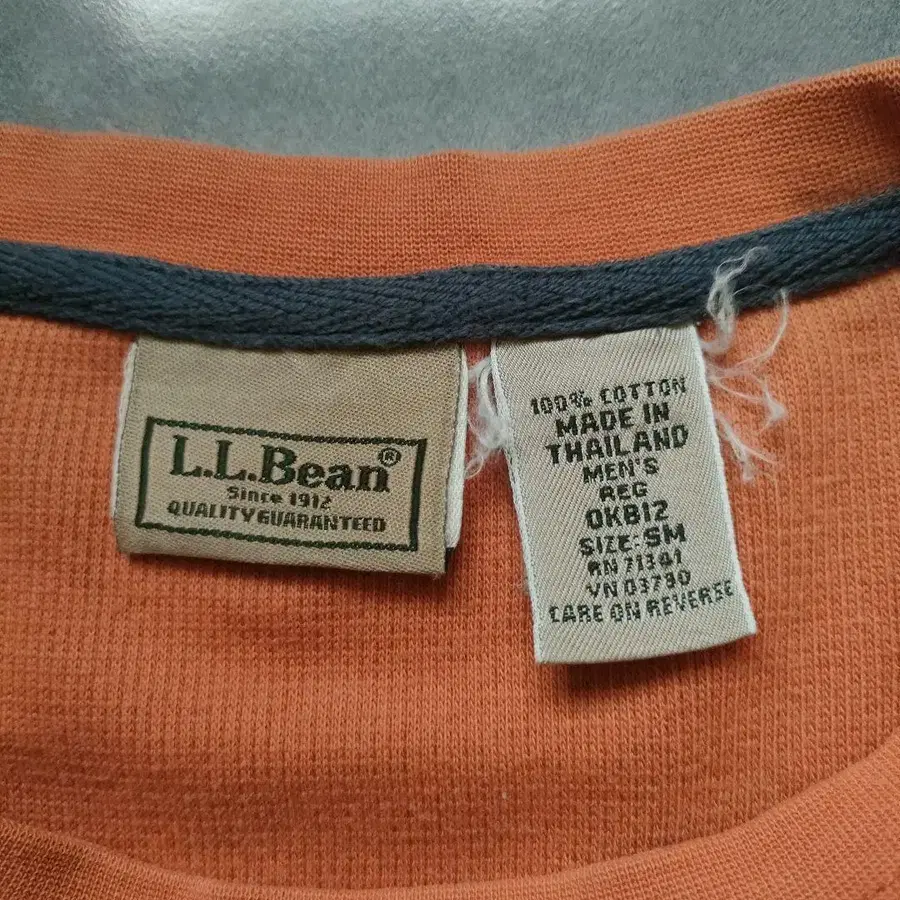 L.L.Bean®
Since 1912
QUALITY GUARANTEED
100% COTTON
MADE IN
THAILAND
MEN'S
REG
OKB12
SIZE: SM
RN 71341
VN 03790
CARE ON REVERSE